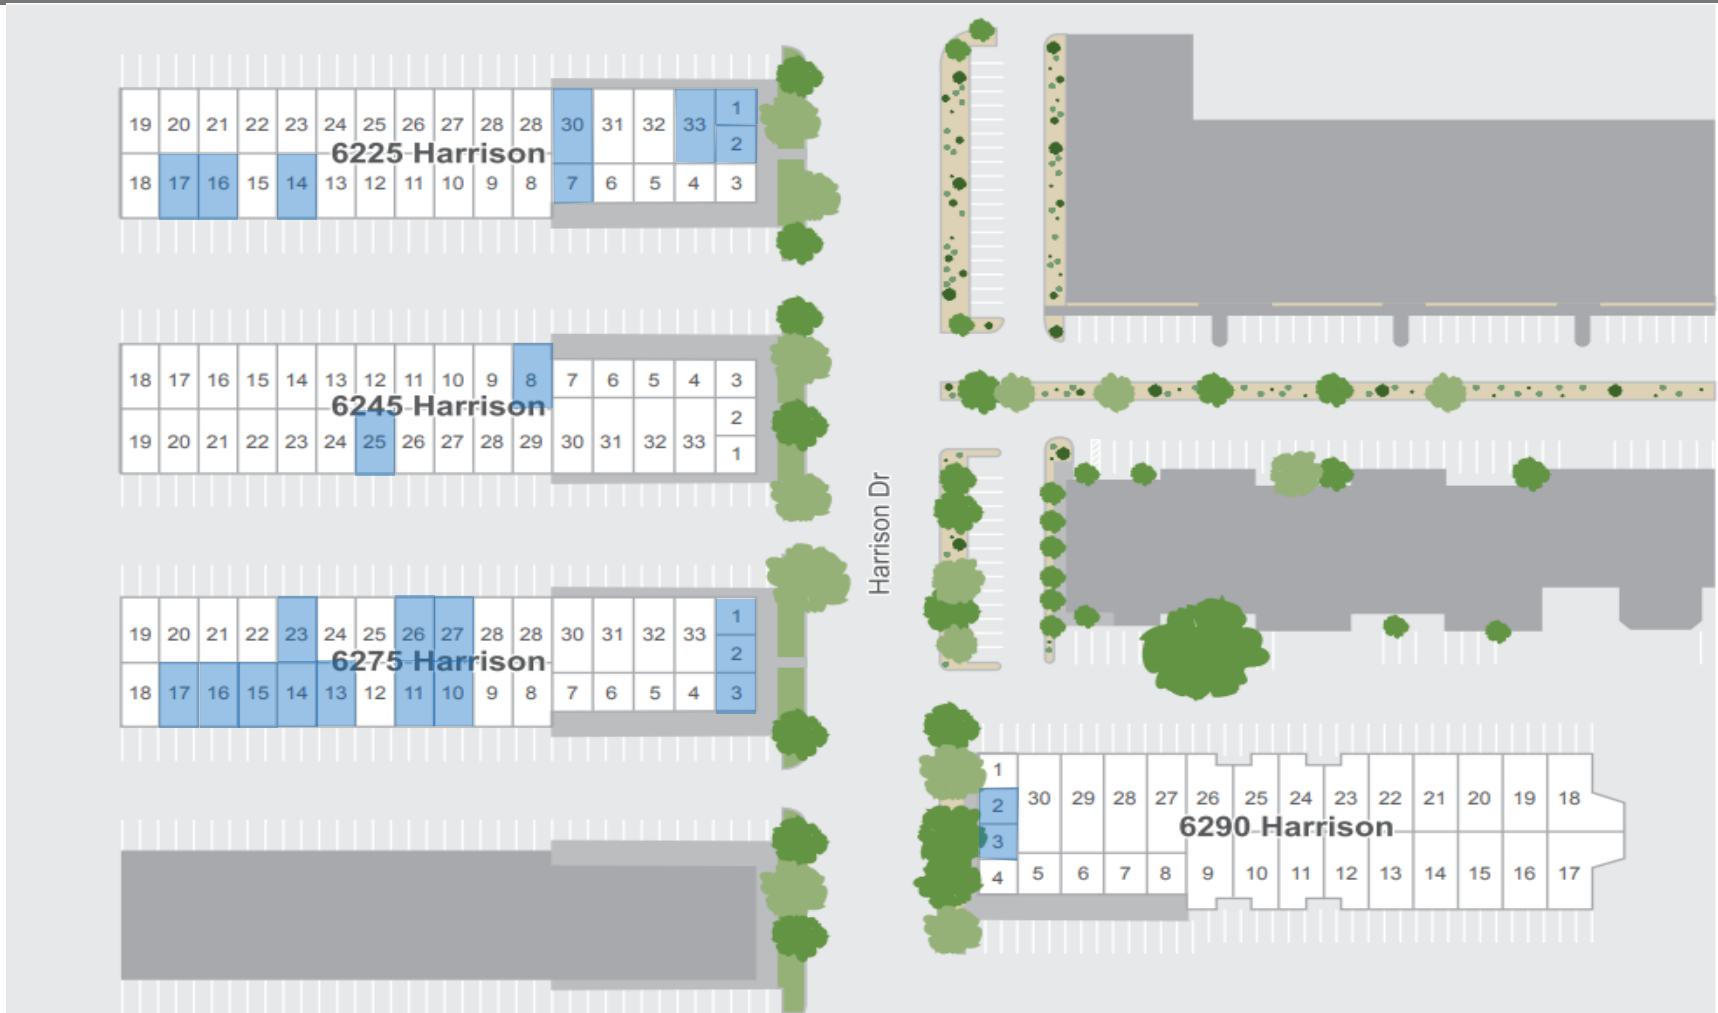 19 20 21 22 23 24 25 26 27 28 28 30 31 32 33 1
2
6225 Harrison
18 17 16 15 14 13 12 11 10 9 8 7 6 5 4 3
18 17 16 15 14 13 12 11 10 9 8 7 6 5 4 3
6245 Harrison
2
19 20 21 22 23 24 25 26 27 28 29 30 31 32 33 1
Harrison Dr
19 20 21 22 23 24 25 26 27 28 28 30 31 32 33 1
2
6275 Harrison
18 17 16 15 14 13 12 11 10 9 8 7 6 5 4 3
1
2 30 29 28 27 26 25 24 23 22 21 20 19 18
6290 Harrison
3
4 5 6 7 8 9 10 11 12 13 14 15 16 17